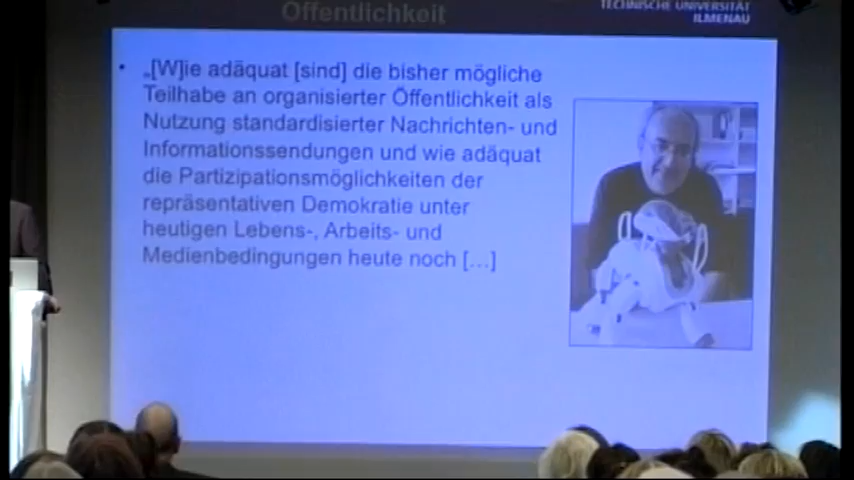 Öffentlichkeit
TECHNISCHE UNIVERSITÄT
ILMENAU
• „[W]ie adäquat [sind] die bisher mögliche
Teilhabe an organisierter Öffentlichkeit als
Nutzung standardisierter Nachrichten- und
Informationssendungen und wie adäquat
die Partizipationsmöglichkeiten der
repräsentativen Demokratie unter
heutigen Lebens-, Arbeits- und
Medienbedingungen heute noch […]